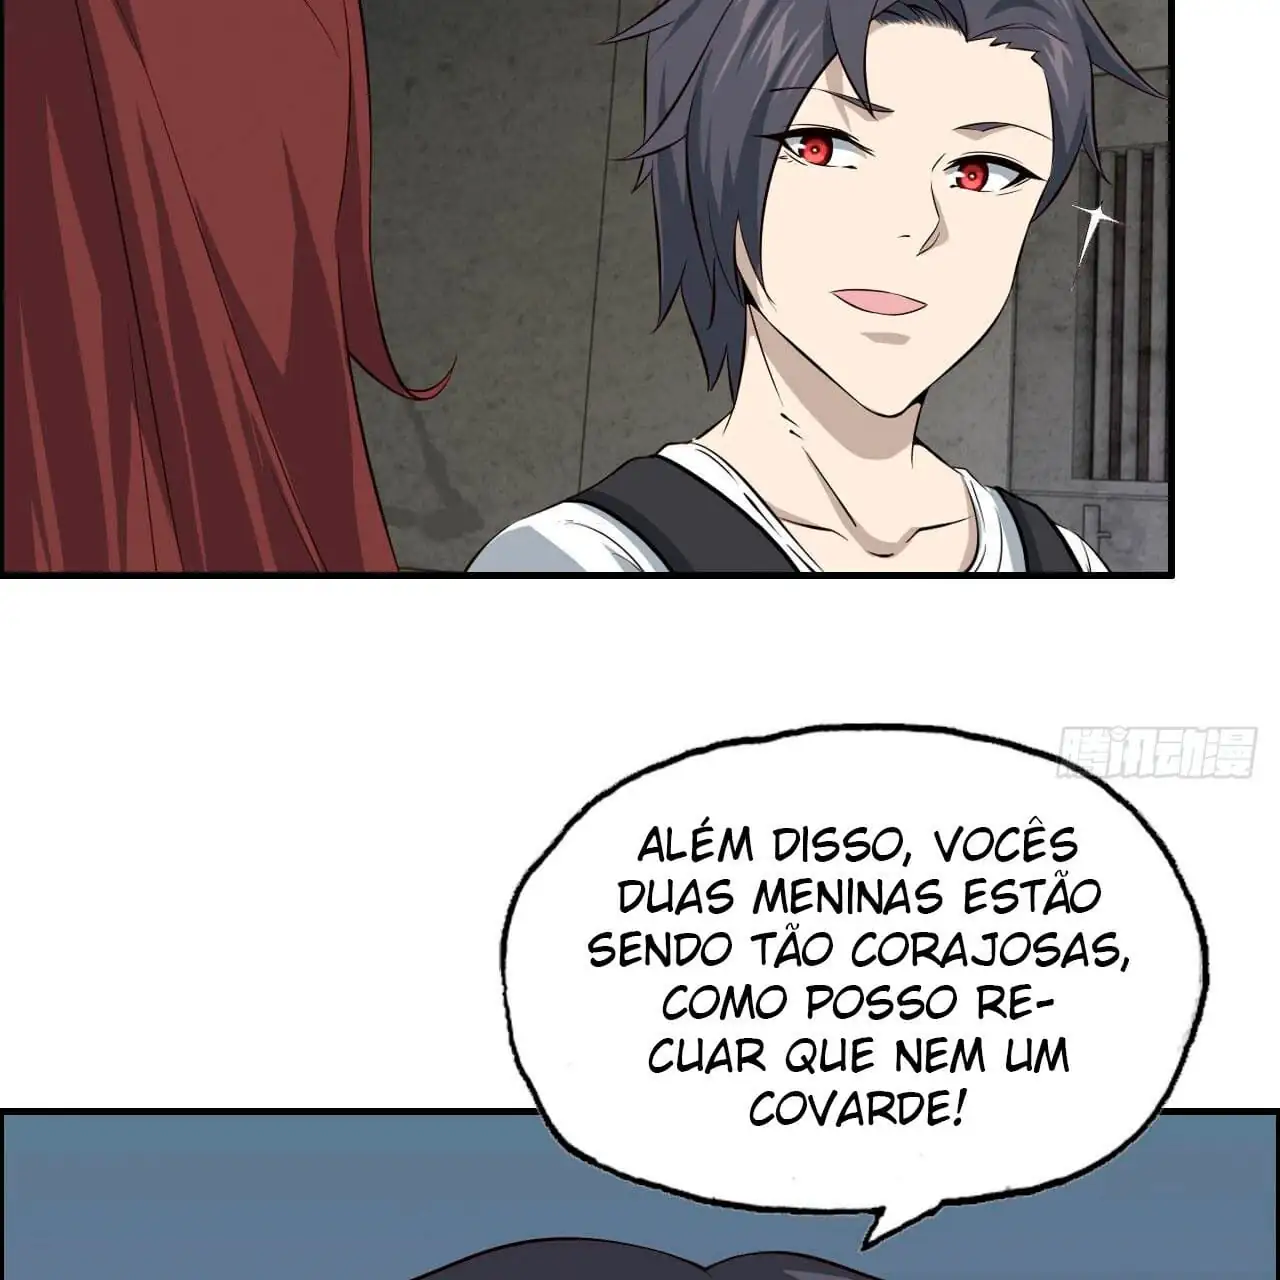 腾讯动漫
ALÉM DISSO, VOCÊS
DUAS MENINAS ESTÃO
SENDO TÃO CORAJOSAS,
COMO POSSO RE-
CUAR QUE NEM UM
COVARDE!